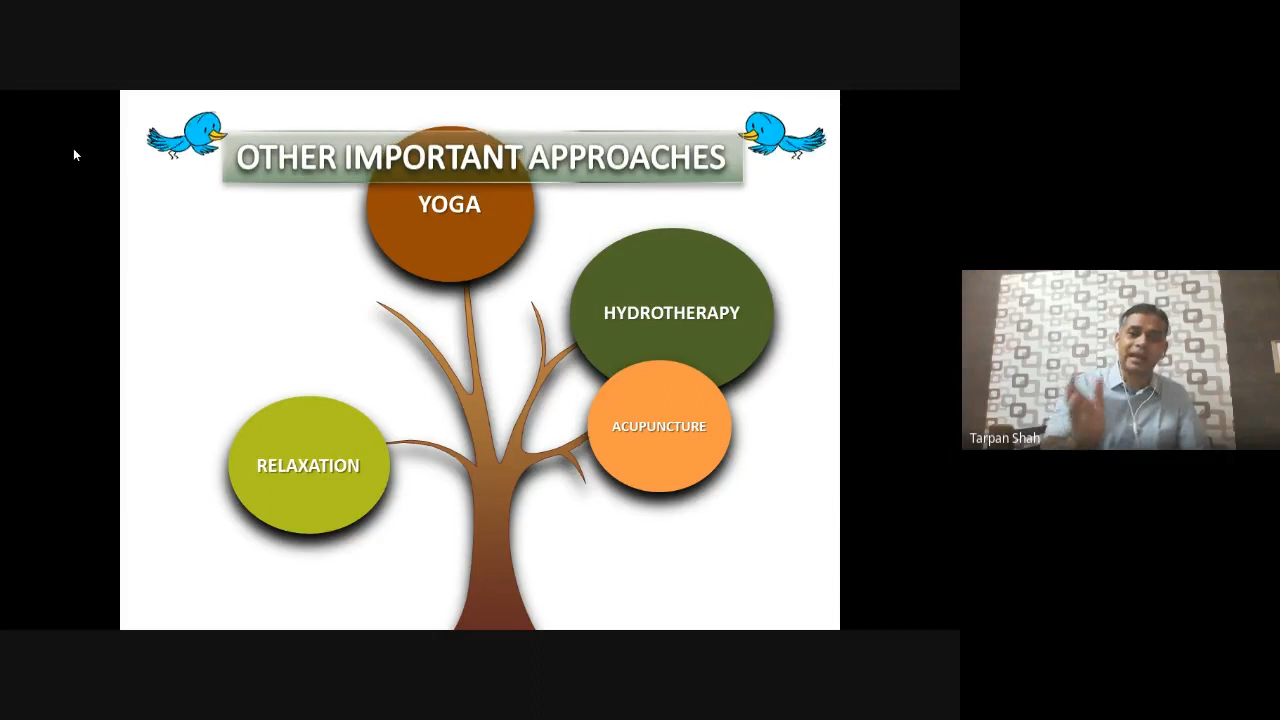 OTHER IMPORTANT APPROACHES
YOGA
HYDROTHERAPY
ACUPUNCTURE
RELAXATION
Tarpan Shah